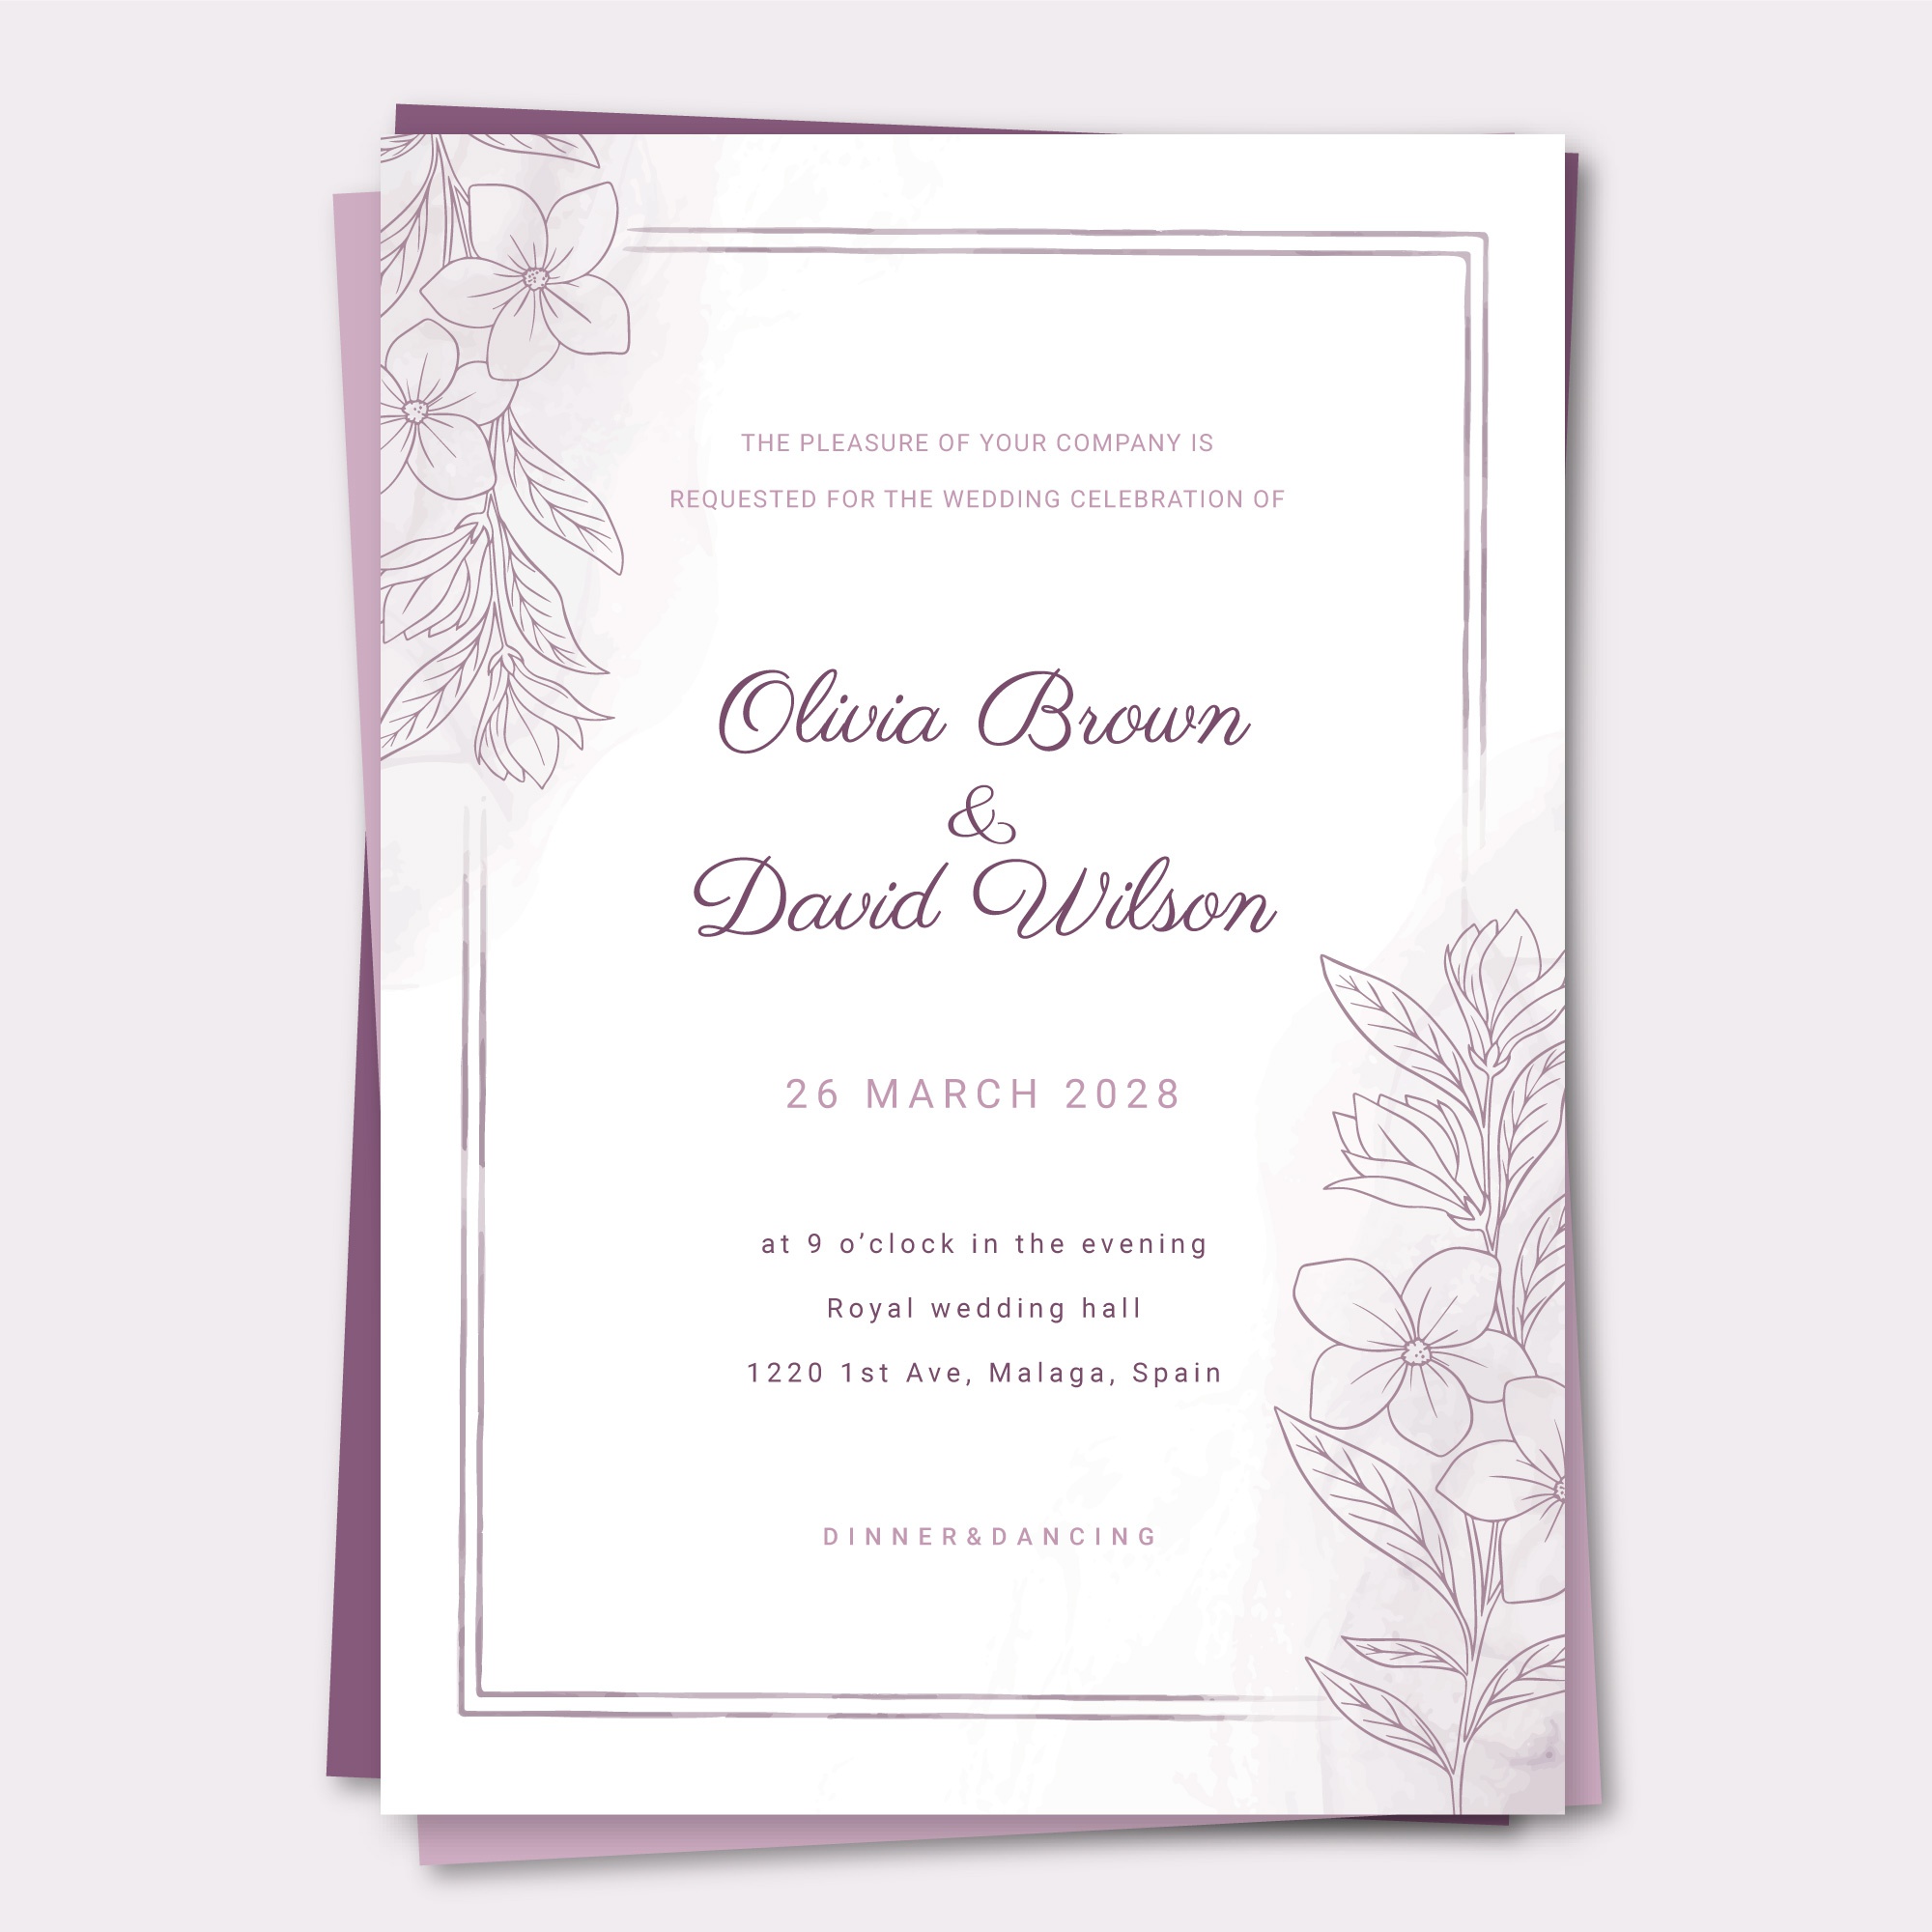 THE PLEASURE OF YOUR COMPANY IS
REQUESTED FOR THE WEDDING CELEBRATION OF
Olivia Brown
&
David Wilson
26 MARCH 2028
at 9 o’clock in the evening
Royal wedding hall
1220 1st Ave, Malaga, Spain
DINNER&DANCING